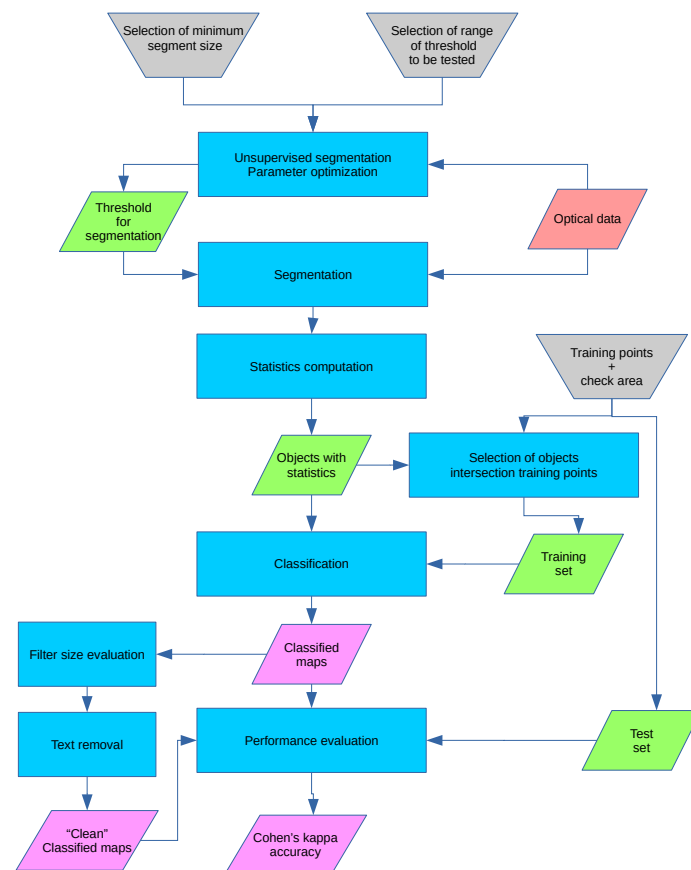 Selection of minimum
segment size
Selection of range
of threshold
to be tested
Unsupervised segmentation
Parameter optimization
Threshold
for
segmentation
Optical data
Segmentation
Statistics computation
Training points
+
check area
Objects with
statistics
Selection of objects
intersection training points
Classification
Training
set
Filter size evaluation
Classified
maps
Text removal
Performance evaluation
Test
set
“Clean”
Classified maps
Cohen's kappa
accuracy